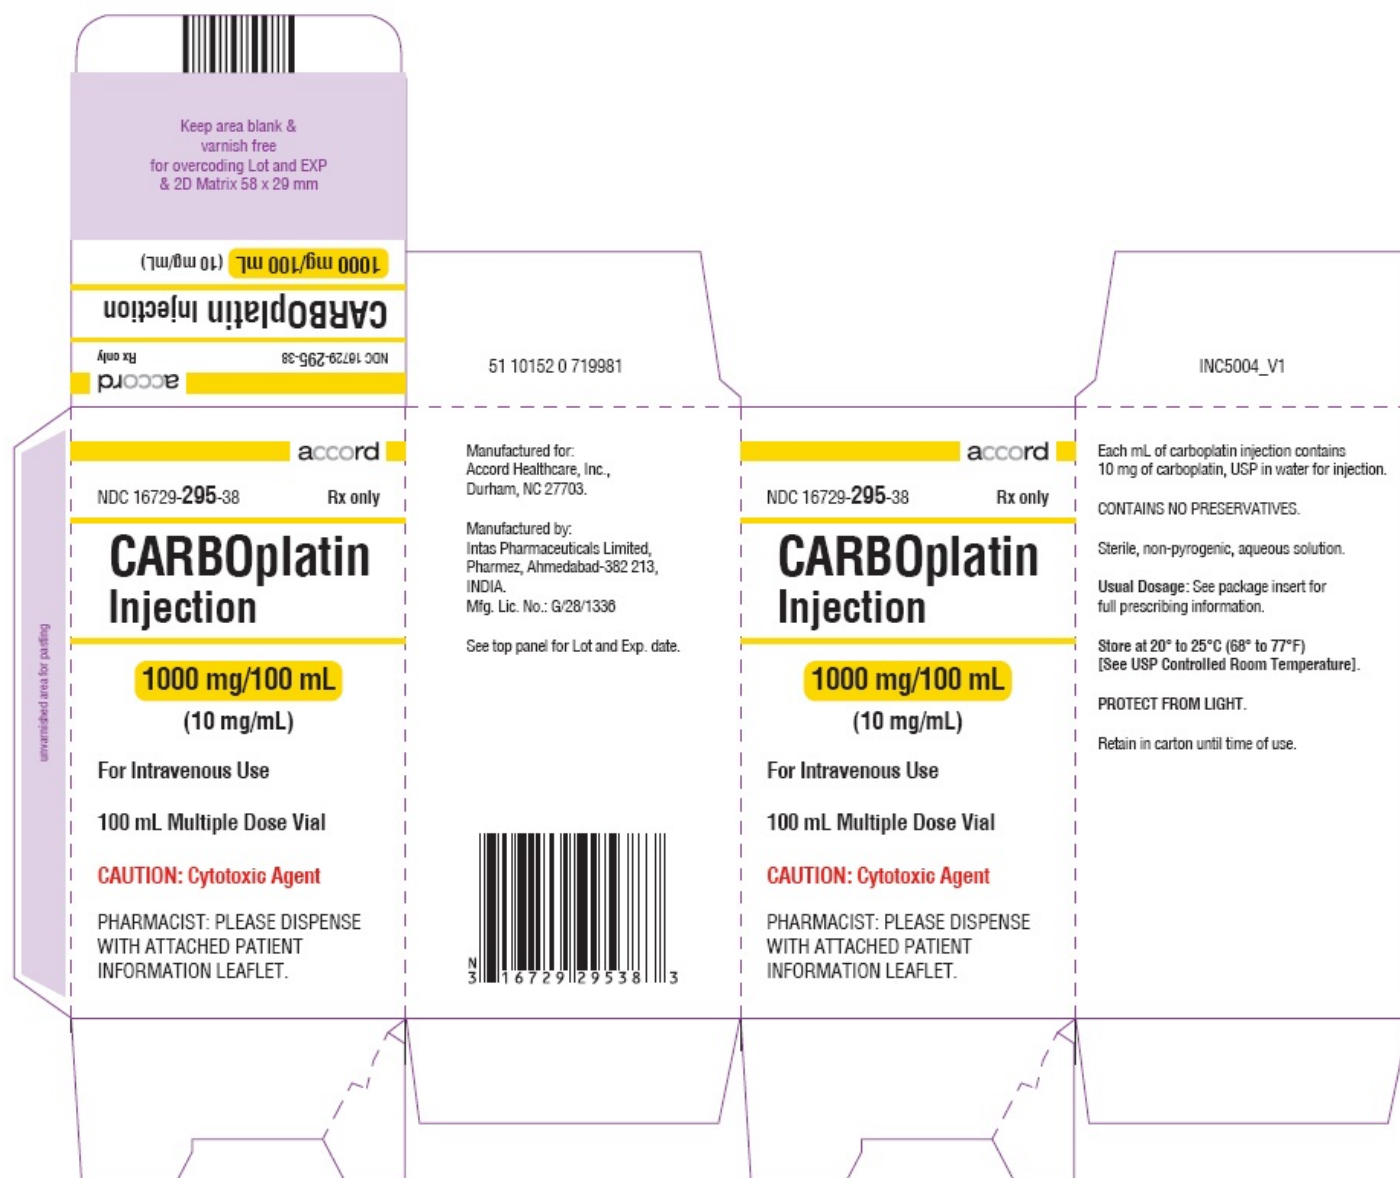 Keep area blank &
varnish free
for overcoding Lot and EXP
& 2D Matrix 58 x 29 mm
1000 mg/100 mL (10 mg/mL)
CARBOplatin Injection
NDC 16729-295-38 Rx only
accord
51 10152 0 719981
INC5004_V1
unvarnished area for pasting
accord
NDC 16729-295-38 Rx only
CARBOplatin
Injection
1000 mg/100 mL
(10 mg/mL)
For Intravenous Use
100 mL Multiple Dose Vial
CAUTION: Cytotoxic Agent
PHARMACIST: PLEASE DISPENSE
WITH ATTACHED PATIENT
INFORMATION LEAFLET.
Manufactured for:
Accord Healthcare, Inc.,
Durham, NC 27703.
Manufactured by:
Intas Pharmaceuticals Limited,
Pharmez, Ahmedabad-382 213,
INDIA.
Mfg. Lic. No.: G/28/1336
See top panel for Lot and Exp. date.
N
3 16729 29538 3
accord
NDC 16729-295-38 Rx only
CARBOplatin
Injection
1000 mg/100 mL
(10 mg/mL)
For Intravenous Use
100 mL Multiple Dose Vial
CAUTION: Cytotoxic Agent
PHARMACIST: PLEASE DISPENSE
WITH ATTACHED PATIENT
INFORMATION LEAFLET.
Each mL of carboplatin injection contains
10 mg of carboplatin, USP in water for injection.
CONTAINS NO PRESERVATIVES.
Sterile, non-pyrogenic, aqueous solution.
Usual Dosage: See package insert for
full prescribing information.
Store at 20° to 25°C (68° to 77°F)
[See USP Controlled Room Temperature].
PROTECT FROM LIGHT.
Retain in carton until time of use.